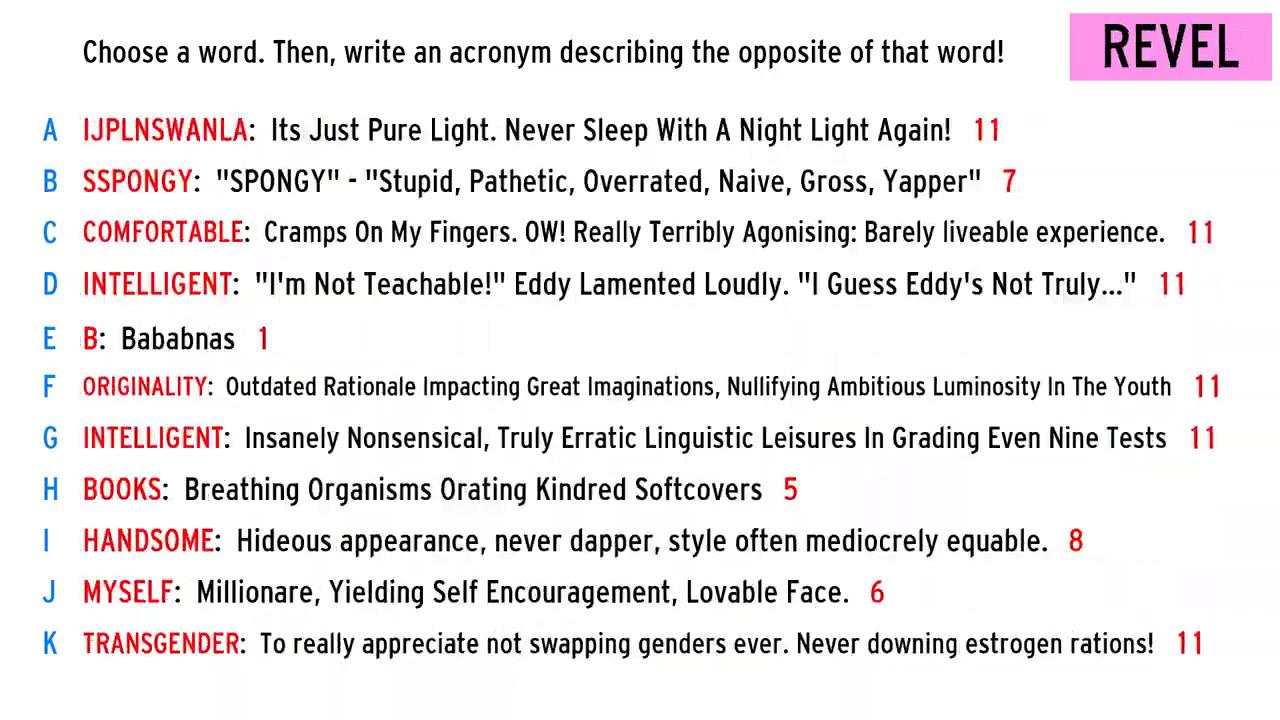 Choose a word. Then, write an acronym describing the opposite of that word!
REVEL
A IJPLNSWANLA: Its Just Pure Light. Never Sleep With A Night Light Again! 11
B SSPONGY: "SPONGY" - "Stupid, Pathetic, Overrated, Naive, Gross, Yapper" 7
C COMFORTABLE: Cramps On My Fingers. OW! Really Terribly Agonising: Barely liveable experience. 11
D INTELLIGENT: "I'm Not Teachable!" Eddy Lamented Loudly. "I Guess Eddy's Not Truly..." 11
E B: Bababnas 1
F ORIGINALITY: Outdated Rationale Impacting Great Imaginations, Nullifying Ambitious Luminosity In The Youth 11
G INTELLIGENT: Insanely Nonsensical, Truly Erratic Linguistic Leisures In Grading Even Nine Tests 11
H BOOKS: Breathing Organisms Orating Kindred Softcovers 5
I HANDSOME: Hideous appearance, never dapper, style often mediocrely equable. 8
J MYSELF: Millionare, Yielding Self Encouragement, Lovable Face. 6
K TRANSGENDER: To really appreciate not swapping genders ever. Never downing estrogen rations! 11